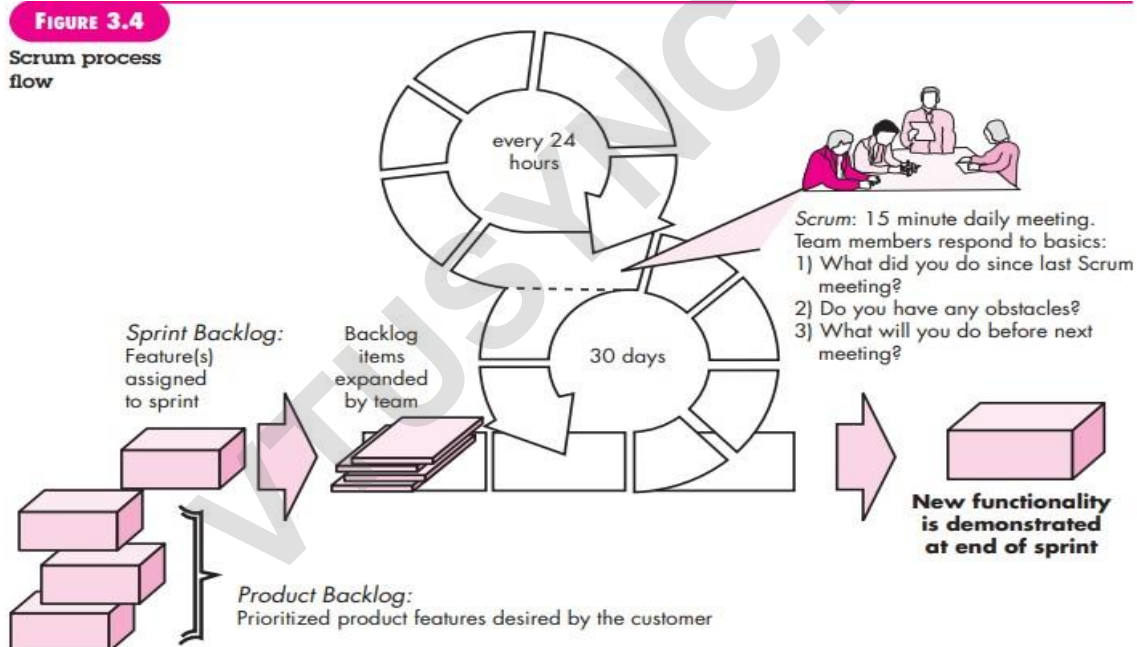 FIGURE 3.4
Scrum process
flow
every 24
hours
Scrum: 15 minute daily meeting.
Team members respond to basics:
1) What did you do since last Scrum
meeting?
2) Do you have any obstacles?
3) What will you do before next
meeting?
Sprint Backlog:
Feature(s)
assigned
to sprint
Backlog
items
expanded
by team
30 days
New functionality
is demonstrated
at end of sprint
Product Backlog:
Prioritized product features desired by the customer
VTUSYNC.